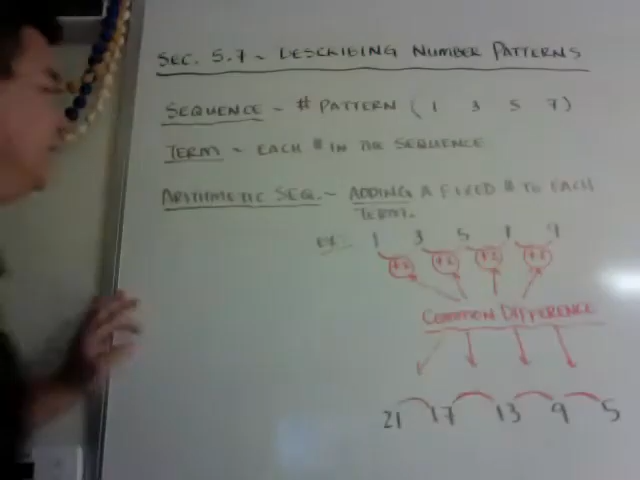 SEC. 5.7 ~ DESCRIBING NUMBER PATTERNS
SEQUENCE ~ # PATTERN ( 1 3 5 7 )
TERM ~ EACH # IN THE SEQUENCE
ARITHMETIC SEQ. ~ ADDING A FIXED # TO EACH
TERM.
EX: 1 3 5 7 9
+2 +2 +2 +2
COMMON DIFFERENCE
21 17 13 9 5